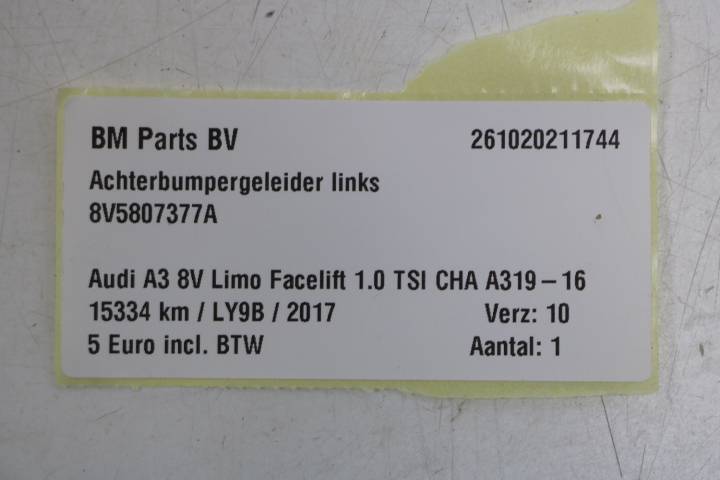 BM Parts BV 261020211744
Achterbumpergeleider links
8V5807377A
Audi A3 8V Limo Facelift 1.0 TSI CHA A319-16
15334 km / LY9B / 2017 Verz: 10
5 Euro incl. BTW Aantal: 1